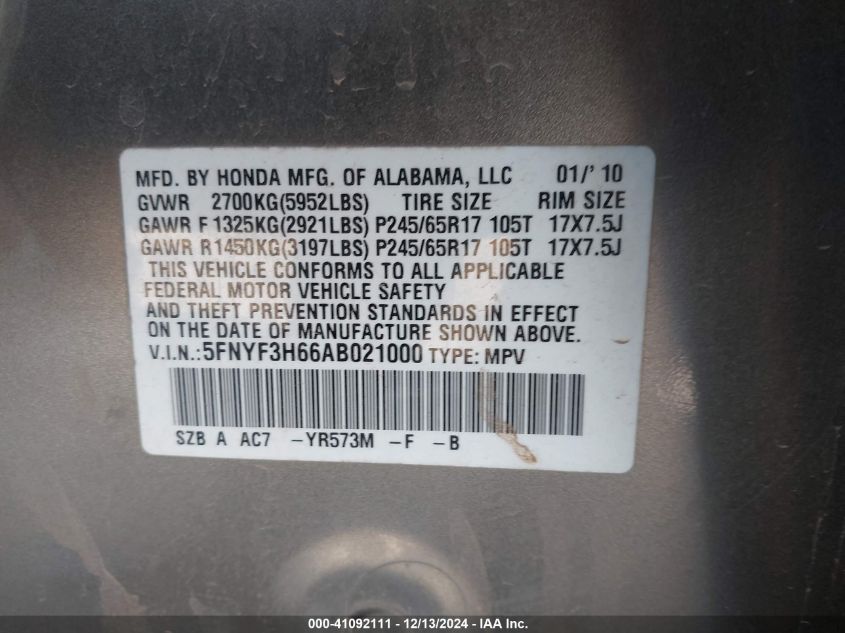 MFD. BY HONDA MFG. OF ALABAMA, LLC 01/'10
GVWR 2700KG(5952LBS) TIRE SIZE RIM SIZE
GAWR F 1325KG(2921LBS) P245/65R17 105T 17X7.5J
GAWR R1450KG(3197LBS) P245/65R17 105T 17X7.5J
THIS VEHICLE CONFORMS TO ALL APPLICABLE
FEDERAL MOTOR VEHICLE SAFETY
AND THEFT PREVENTION STANDARDS IN EFFECT
ON THE DATE OF MANUFACTURE SHOWN ABOVE.
V.I.N.:5FNYF3H66AB021000 TYPE: MPV
SZB A AC7 -YR573M -F -B
000-41092111 - 12/13/2024 - IAA Inc.